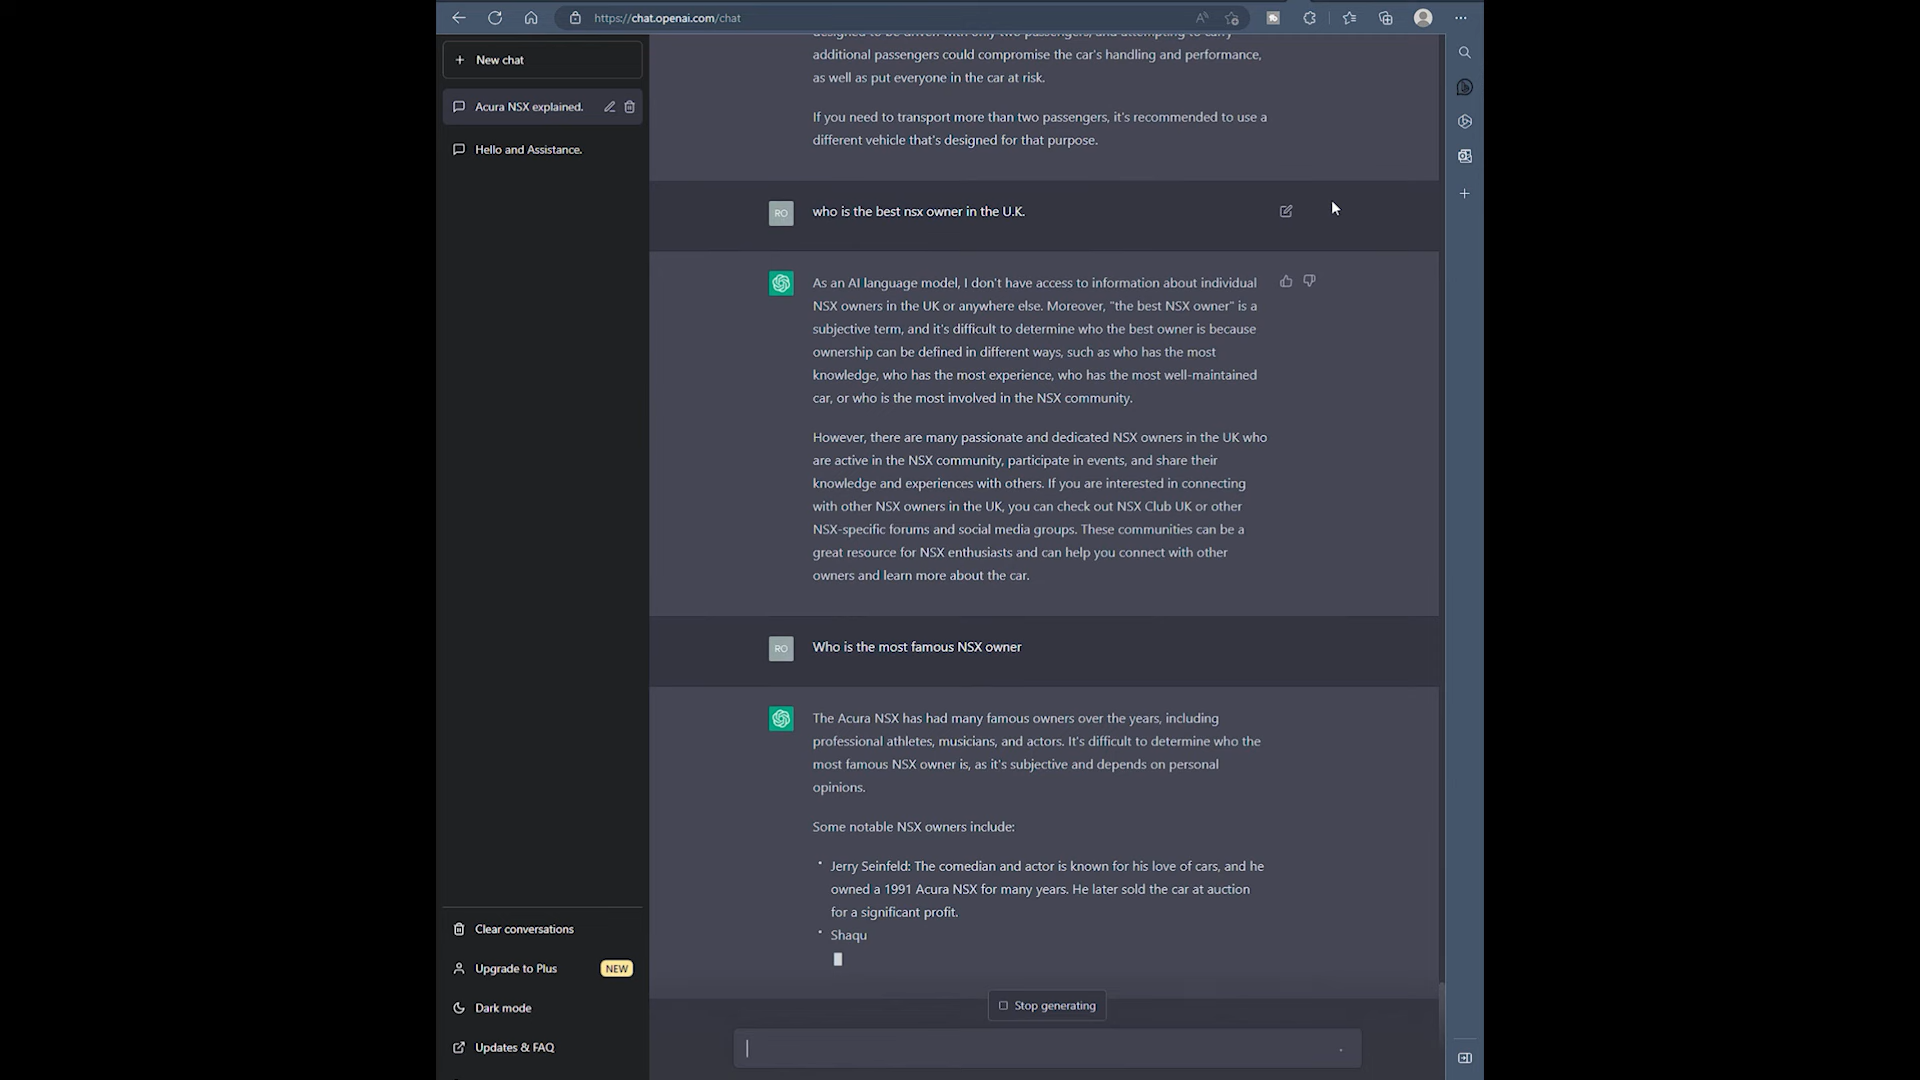 https://chat.openai.com/chat
New chat
Acura NSX explained.
Hello and Assistance.
designed to be driven with only two passengers, and attempting to carry
additional passengers could compromise the car's handling and performance,
as well as put everyone in the car at risk.
If you need to transport more than two passengers, it's recommended to use a
different vehicle that's designed for that purpose.
RO
who is the best nsx owner in the U.K.
As an AI language model, I don't have access to information about individual
NSX owners in the UK or anywhere else. Moreover, "the best NSX owner" is a
subjective term, and it's difficult to determine who the best owner is because
ownership can be defined in different ways, such as who has the most
knowledge, who has the most experience, who has the most well-maintained
car, or who is the most involved in the NSX community.
However, there are many passionate and dedicated NSX owners in the UK who
are active in the NSX community, participate in events, and share their
knowledge and experiences with others. If you are interested in connecting
with other NSX owners in the UK, you can check out NSX Club UK or other
NSX-specific forums and social media groups. These communities can be a
great resource for NSX enthusiasts and can help you connect with other
owners and learn more about the car.
RO
Who is the most famous NSX owner
The Acura NSX has had many famous owners over the years, including
professional athletes, musicians, and actors. It's difficult to determine who the
most famous NSX owner is, as it's subjective and depends on personal
opinions.
Some notable NSX owners include:
• Jerry Seinfeld: The comedian and actor is known for his love of cars, and he
owned a 1991 Acura NSX for many years. He later sold the car at auction
for a significant profit.
• Shaqu
Stop generating
Clear conversations
Upgrade to Plus NEW
Dark mode
Updates & FAQ